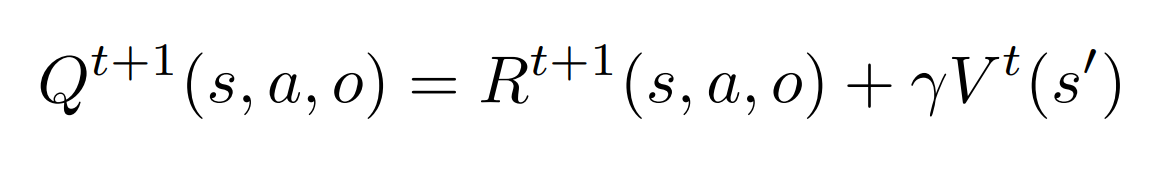 Q^{t+1}(s, a, o) = R^{t+1}(s, a, o) + γV^t(s′)